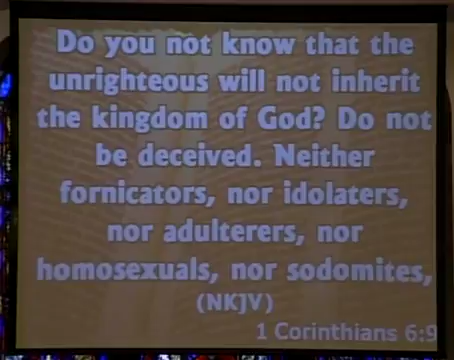 Do you not know that the
unrighteous will not inherit
the kingdom of God? Do not
be deceived. Neither
fornicators, nor idolaters,
nor adulterers, nor
homosexuals, nor sodomites,
(NKJV)
1 Corinthians 6:9